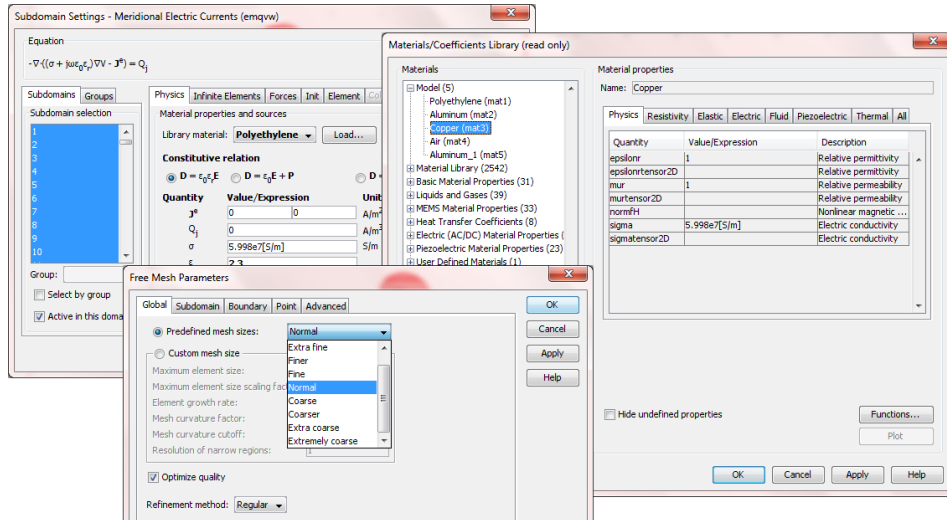 Subdomain Settings - Meridional Electric Currents (emqvw)
Equation
-∇·((σ + jωε₀εᵣ)∇V - Jᵉ) = Qⱼ
Subdomains Groups
Subdomain selection
1
2
3
4
5
6
7
8
9
10
Group:
Select by group
Active in this doma
Physics Infinite Elements Forces Init Element
Material properties and sources
Library material: Polyethylene Load...
Constitutive relation
D = ε₀εᵣE D = ε₀E + P D =
Quantity Value/Expression Unit
Jᵉ 0 0 A/m²
Qⱼ 0 A/m³
σ 5.998e7[S/m] S/m
2.3
Materials/Coefficients Library (read only)
Materials
Model (5)
Polyethylene (mat1)
Aluminum (mat2)
Copper (mat3)
Air (mat4)
Aluminum_1 (mat5)
Material Library (2542)
Basic Material Properties (31)
Liquids and Gases (39)
MEMS Material Properties (33)
Heat Transfer Coefficients (8)
Electric (AC/DC) Material Properties (
Piezoelectric Material Properties (23)
User Defined Materials (1)
Material properties
Name: Copper
Physics Resistivity Elastic Electric Fluid Piezoelectric Thermal All
Quantity Value/Expression Description
epsilonr 1 Relative permittivity
epsilonrtensor2D Relative permittivity
mur 1 Relative permeability
murtensor2D Relative permeability
normfH Nonlinear magnetic ...
sigma 5.998e7[S/m] Electric conductivity
sigmatensor2D Electric conductivity
Hide undefined properties
Functions...
Plot
OK Cancel Apply Help
Free Mesh Parameters
Global Subdomain Boundary Point Advanced
Predefined mesh sizes: Normal
Extra fine
Finer
Fine
Normal
Coarse
Coarser
Extra coarse
Extremely coarse
Custom mesh size
Maximum element size:
Maximum element size scaling fac
Element growth rate:
Mesh curvature factor:
Mesh curvature cutoff:
Resolution of narrow regions: 1
Optimize quality
Refinement method: Regular
OK
Cancel
Apply
Help